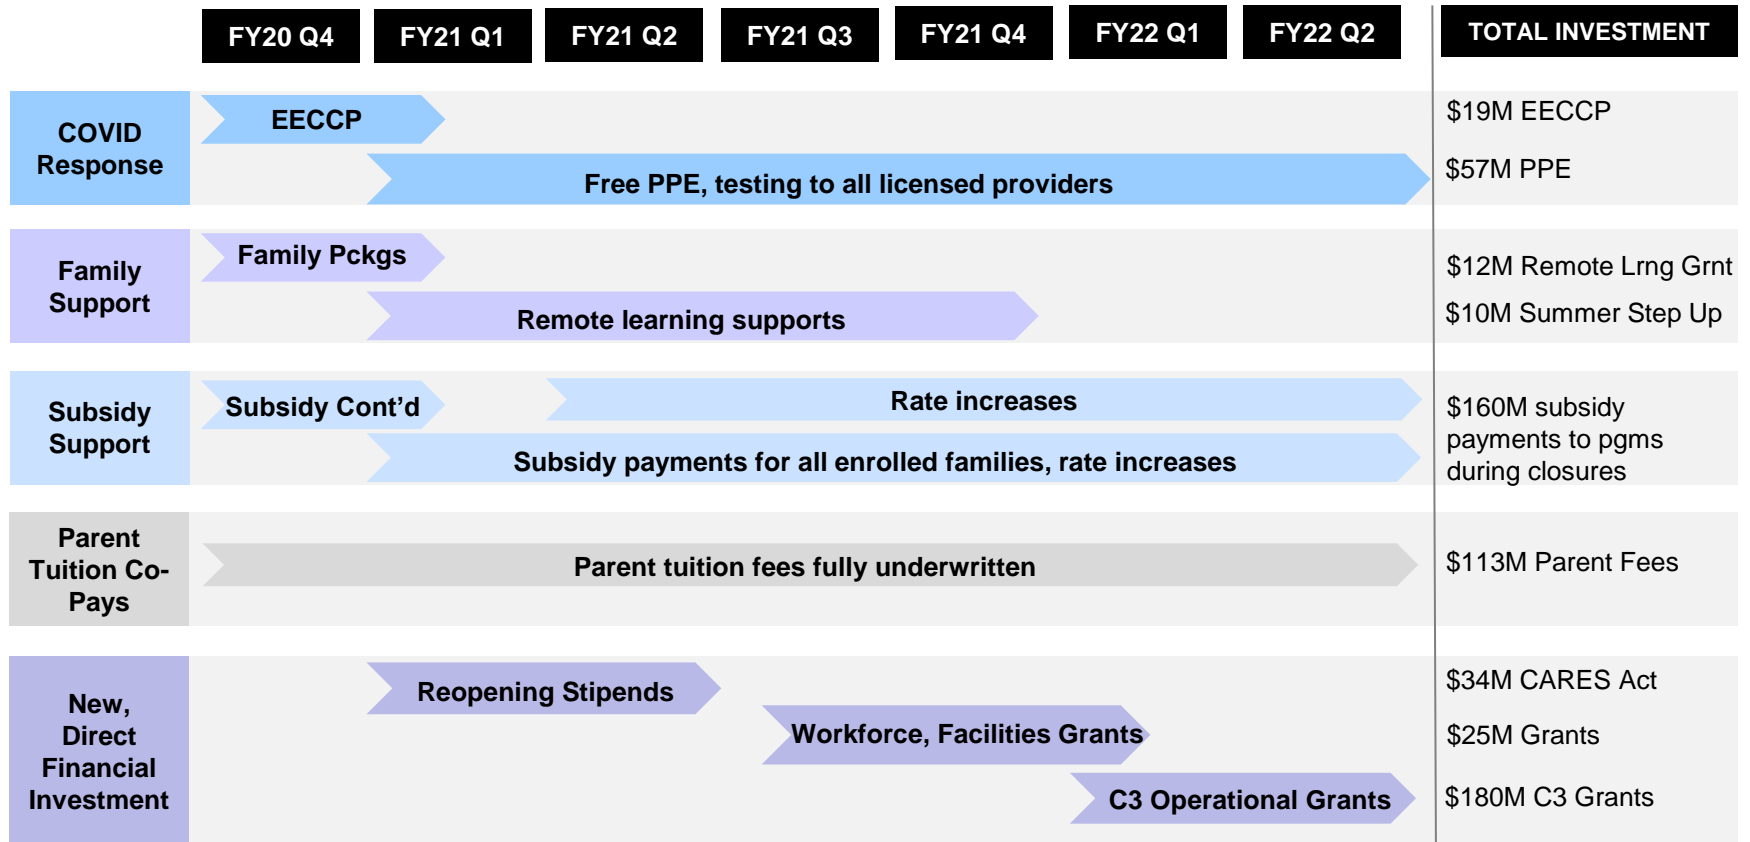 FY20 Q4 FY21 Q1 FY21 Q2 FY21 Q3 FY21 Q4 FY22 Q1 FY22 Q2 TOTAL INVESTMENT
COVID
Response
EECCP
Free PPE, testing to all licensed providers
$19M EECCP
$57M PPE
Family
Support
Family Pckgs
Remote learning supports
$12M Remote Lrng Grnt
$10M Summer Step Up
Subsidy
Support
Subsidy Cont’d
Rate increases
Subsidy payments for all enrolled families, rate increases
$160M subsidy
payments to pgms
during closures
Parent
Tuition Co-
Pays
Parent tuition fees fully underwritten
$113M Parent Fees
New,
Direct
Financial
Investment
Reopening Stipends
Workforce, Facilities Grants
C3 Operational Grants
$34M CARES Act
$25M Grants
$180M C3 Grants